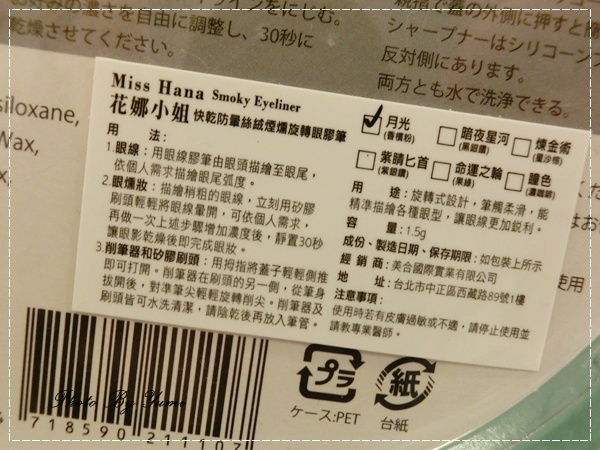 濃さを自由に調整し、30秒に
乾燥させてください。
シャープナーはシリコーン
反対側にあります。
両方とも水で洗浄できる。
siloxane,
Wax,
Miss Hana Smoky Eyeliner
花娜小姐 快乾防暈絲絨煙燻旋轉眼膠筆
用 法:
1.眼線：用眼線膠筆由眼頭描繪至眼尾，
依個人需求描繪眼尾弧度。
2.眼燻妝：描繪稍粗的眼線，立刻用矽膠
刷頭輕輕將眼線暈開，可依個人需求，
再做一次上述步驟增加濃度後，靜置30秒
讓眼影乾燥後即完成眼妝。
3.削筆器和矽膠刷頭：用拇指將蓋子輕輕側推
即可打開。削筆器在刷頭的另一側，從筆身
拔開後，對準筆尖輕輕旋轉削尖。削筆器及
刷頭皆可水洗清潔，請陰乾後再放入筆管。
月光
(香檳粉)
暗夜星河
(黑銀鑽)
煉金術
(星沙棕)
紫晴匕首
(紫銀鑽)
命運之輪
(果綠)
瞳色
(濃咖啡)
用 途：旋轉式設計，筆觸柔滑，能
精準描繪各種眼型，讓眼線更加銳利。
容 量：1.5g
成份、製造日期、保存期限：如包裝上所示
經 銷 商：美合國際實業有限公司
地 址：台北市中正區西藏路89號1樓
注意事項：
使用時若有皮膚過敏或不適，請停止使用並
請教專業醫師。
使用
プラ
紙
ケース:PET
台紙
Photo By Yumi
718590 211107